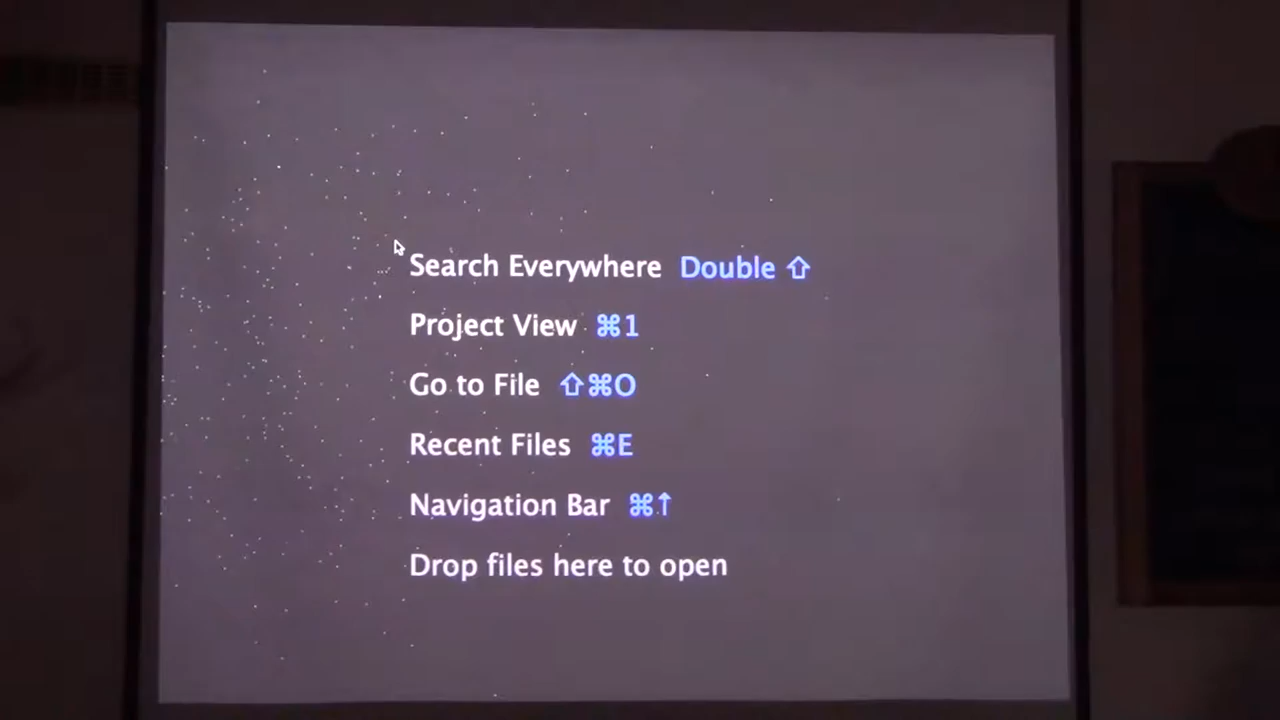 Search Everywhere Double ⇧
Project View ⌘1
Go to File ⇧⌘O
Recent Files ⌘E
Navigation Bar ⌘↑
Drop files here to open